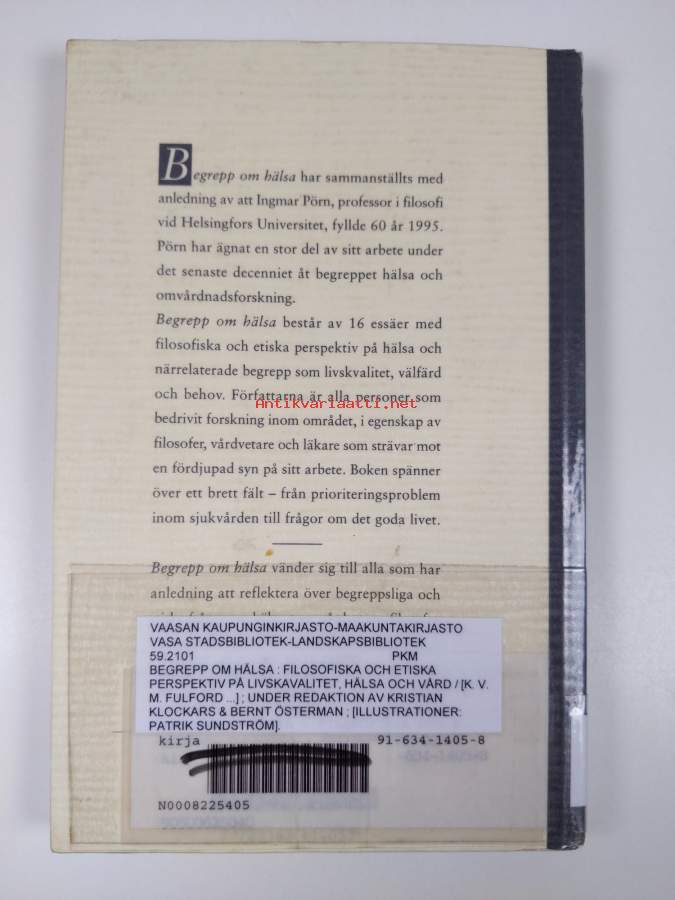 Begrepp om hälsa har sammanställts med
anledning av att Ingmar Pörn, professor i filosofi
vid Helsingfors Universitet, fyllde 60 år 1995.
Pörn har ägnat en stor del av sitt arbete under
det senaste decenniet åt begreppet hälsa och
omvårdnadsforskning.
Begrepp om hälsa består av 16 essäer med
filosofiska och etiska perspektiv på hälsa och
närrelaterade begrepp som livskvalitet, välfärd
och behov. Författarna är alla personer som
Antikvariaatti.net
bedrivit forskning inom området, i egenskap av
filosofer, vårdvetare och läkare som strävar mot
en fördjupad syn på sitt arbete. Boken spänner
över ett brett fält – från prioriteringsproblem
inom sjukvården till frågor om det goda livet.
Begrepp om hälsa vänder sig till alla som har
anledning att reflektera över begreppsliga och
VAASAN KAUPUNGINKIRJASTO-MAAKUNTAKIRJASTO
VASA STADSBIBLIOTEK-LANDSKAPSBIBLIOTEK
59.2101 PKM
BEGREPP OM HÄLSA : FILOSOFISKA OCH ETISKA
PERSPEKTIV PÅ LIVSKAVALITET, HÄLSA OCH VÅRD / [K. V.
M. FULFORD ...] ; UNDER REDAKTION AV KRISTIAN
KLOCKARS & BERNT ÖSTERMAN ; [ILLUSTRATIONER:
PATRIK SUNDSTRÖM].
kirja 91-634-1405-8
N0008225405